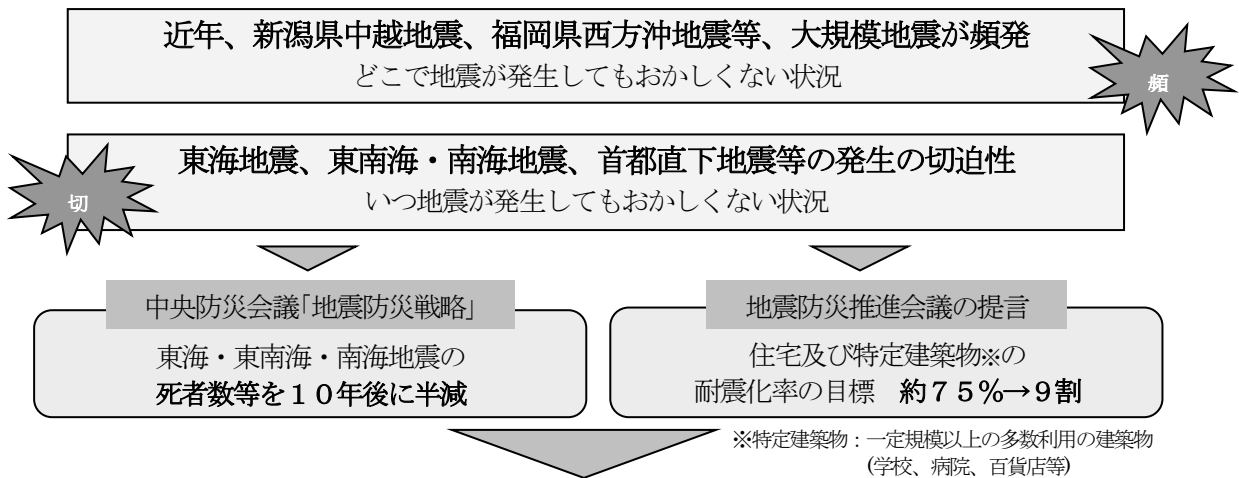 近年、新潟県中越地震、福岡県西方沖地震等、大規模地震が頻発
どこで地震が発生してもおかしくない状況
頻
東海地震、東南海・南海地震、首都直下地震等の発生の切迫性
いつ地震が発生してもおかしくない状況
切
中央防災会議「地震防災戦略」
東海・東南海・南海地震の
死者数等を１０年後に半減
地震防災推進会議の提言
住宅及び特定建築物※の
耐震化率の目標　約７５％→９割
※特定建築物：一定規模以上の多数利用の建築物
(学校、病院、百貨店等)